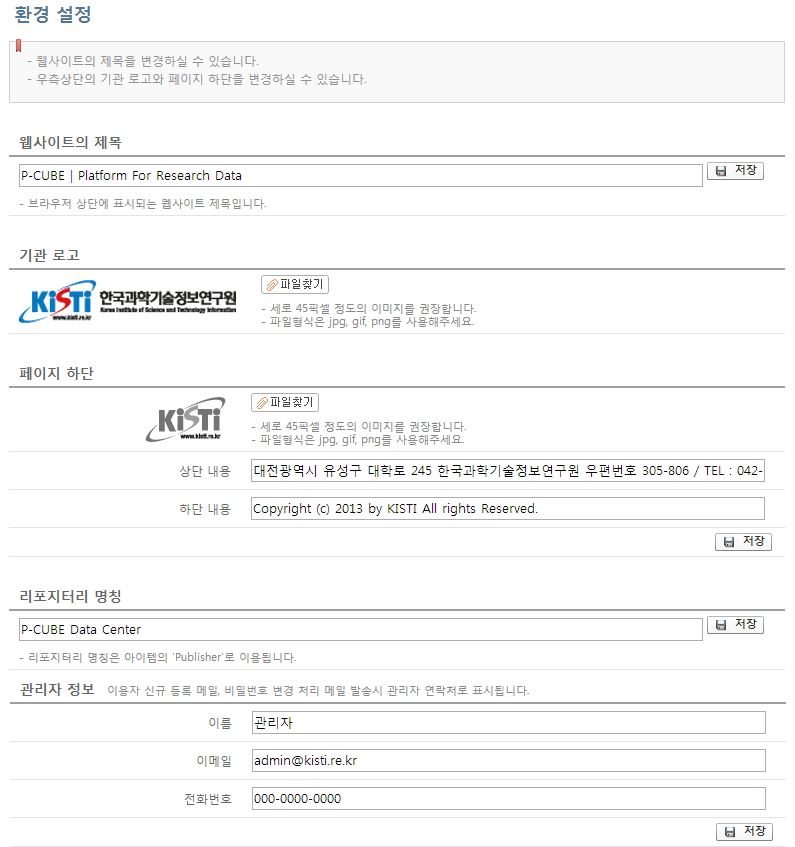 환경 설정
- 웹사이트의 제목을 변경하실 수 있습니다.
- 우측상단의 기관 로고와 페이지 하단을 변경하실 수 있습니다.
웹사이트의 제목
P-CUBE | Platform For Research Data 저장
- 브라우저 상단에 표시되는 웹사이트 제목입니다.
기관 로고
KiSTi 한국과학기술정보연구원 파일찾기
www.kisti.re.kr Korea Institute of Science and Technology Information
- 세로 45픽셀 정도의 이미지를 권장합니다.
- 파일형식은 jpg, gif, png를 사용해주세요.
페이지 하단
KiSTi 파일찾기
www.kisti.re.kr
- 세로 45픽셀 정도의 이미지를 권장합니다.
- 파일형식은 jpg, gif, png를 사용해주세요.
상단 내용 대전광역시 유성구 대학로 245 한국과학기술정보연구원 우편번호 305-806 / TEL : 042-
하단 내용 Copyright (c) 2013 by KISTI All rights Reserved.
저장
리포지터리 명칭
P-CUBE Data Center 저장
- 리포지터리 명칭은 아이템의 'Publisher'로 이용됩니다.
관리자 정보 이용자 신규 등록 메일, 비밀번호 변경 처리 메일 발송시 관리자 연락처로 표시됩니다.
이름 관리자
이메일 admin@kisti.re.kr
전화번호 000-0000-0000
저장